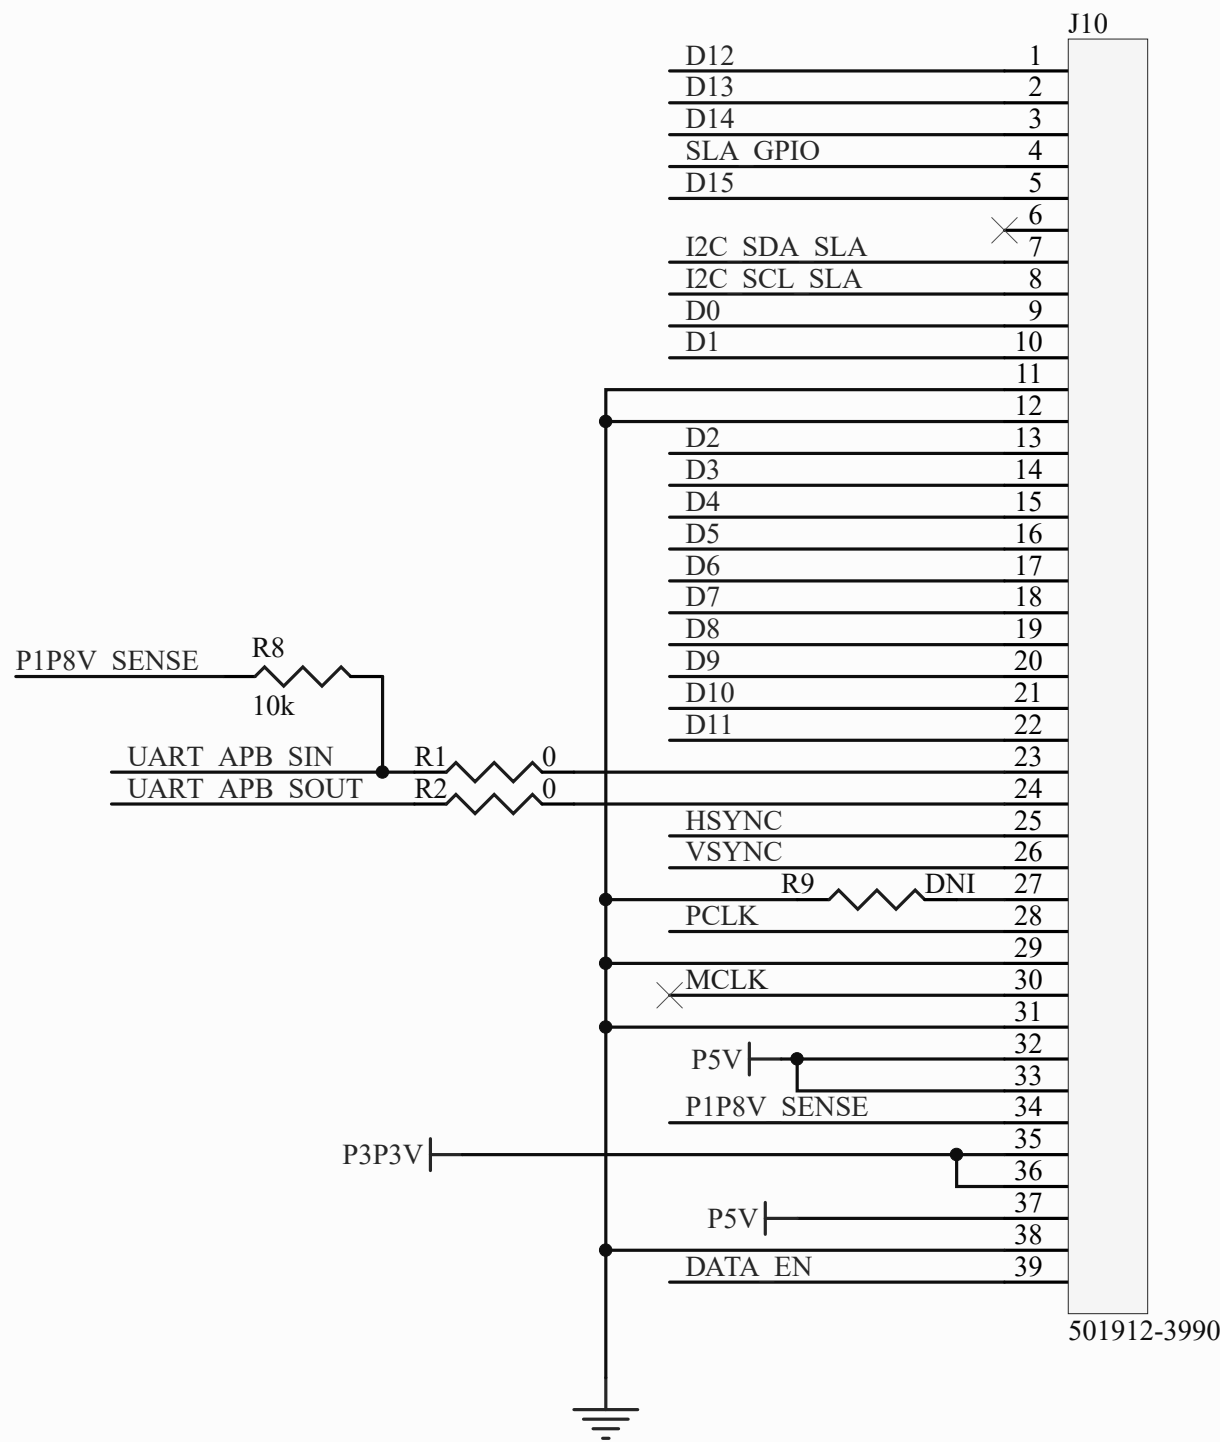 J10
D12 1
D13 2
D14 3
SLA GPIO 4
D15 5
6
I2C SDA SLA 7
I2C SCL SLA 8
D0 9
D1 10
11
12
D2 13
D3 14
D4 15
D5 16
D6 17
D7 18
R8 D8 19
P1P8V SENSE D9 20
10k D10 21
D11 22
UART APB SIN R1 0 23
UART APB SOUT R2 0 24
HSYNC 25
VSYNC 26
R9 DNI 27
PCLK 28
29
MCLK 30
31
P5V 32
33
P1P8V SENSE 34
P3P3V 35
36
P5V 37
38
DATA EN 39
501912-3990